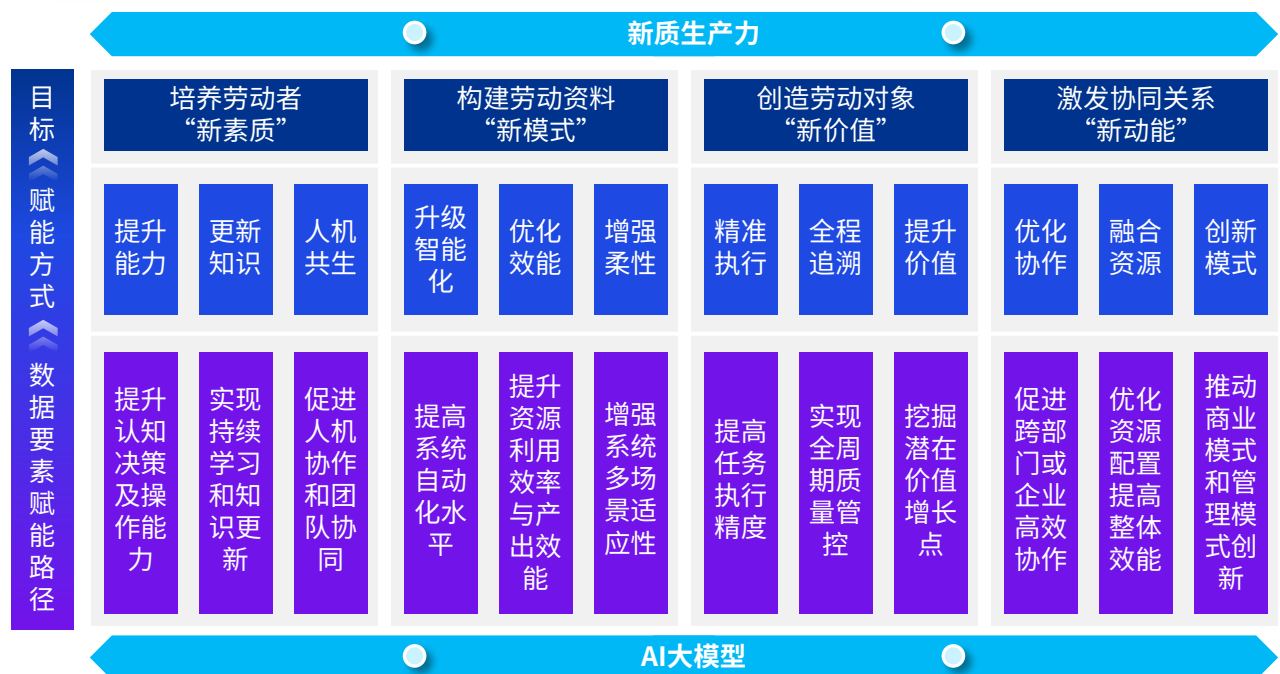 新质生产力
目标
赋能方式
数据要素赋能路径
培养劳动者
“新素质”
构建劳动资料
“新模式”
创造劳动对象
“新价值”
激发协同关系
“新动能”
提升
能力
更新
知识
人机
共生
升级
智能
化
优化
效能
增强
柔性
精准
执行
全程
追溯
提升
价值
优化
协作
融合
资源
创新
模式
提升
认知
决策
及操
作能
力
实现
持续
学习
和知
识更
新
促进
人机
协作
和团
队协
同
提高
系统
自动
化水
平
提升
资源
利用
效率
与产
出效
能
增强
系统
多场
景适
应性
提高
任务
执行
精度
实现
全周
期质
量管
控
挖掘
潜在
价值
增长
点
促进
跨部
门或
企业
高效
协作
优化
资源
配置
提高
整体
效能
推动
商业
模式
和管
理模
式创
新
AI大模型